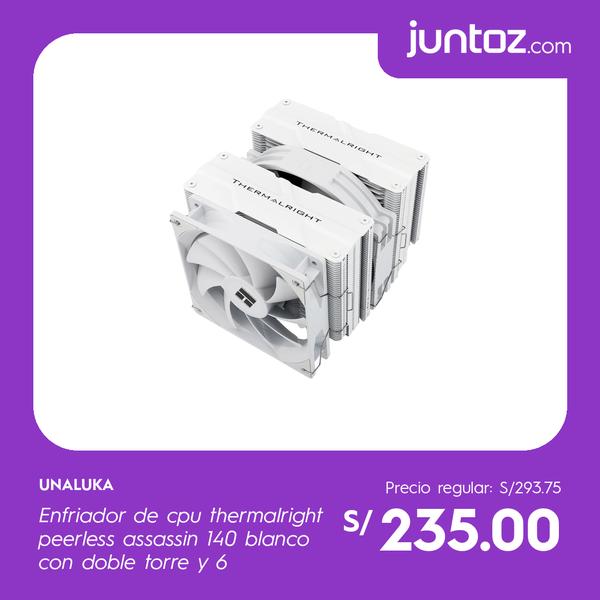 juntoz.com
THERMALRIGHT
THERMALRIGHT
UNALUKA
Enfriador de cpu thermalright
peerless assassin 140 blanco
con doble torre y 6
Precio regular: S/293.75
S/235.00